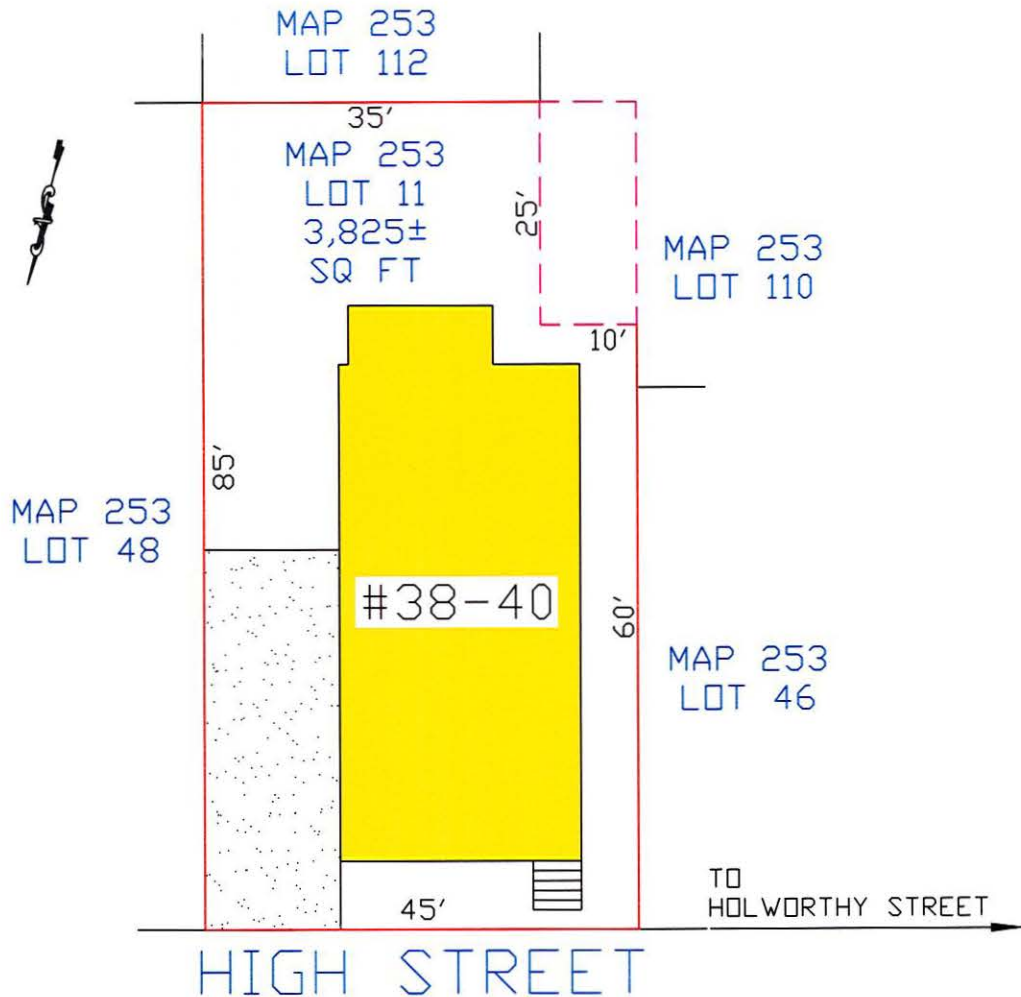 MAP 253
LOT 112
35'
MAP 253
LOT 11
3,825±
SQ FT
25'
MAP 253
LOT 110
10'
85'
MAP 253
LOT 48
#38-40
60'
MAP 253
LOT 46
45'
TO
HOLWORTHY STREET
HIGH STREET